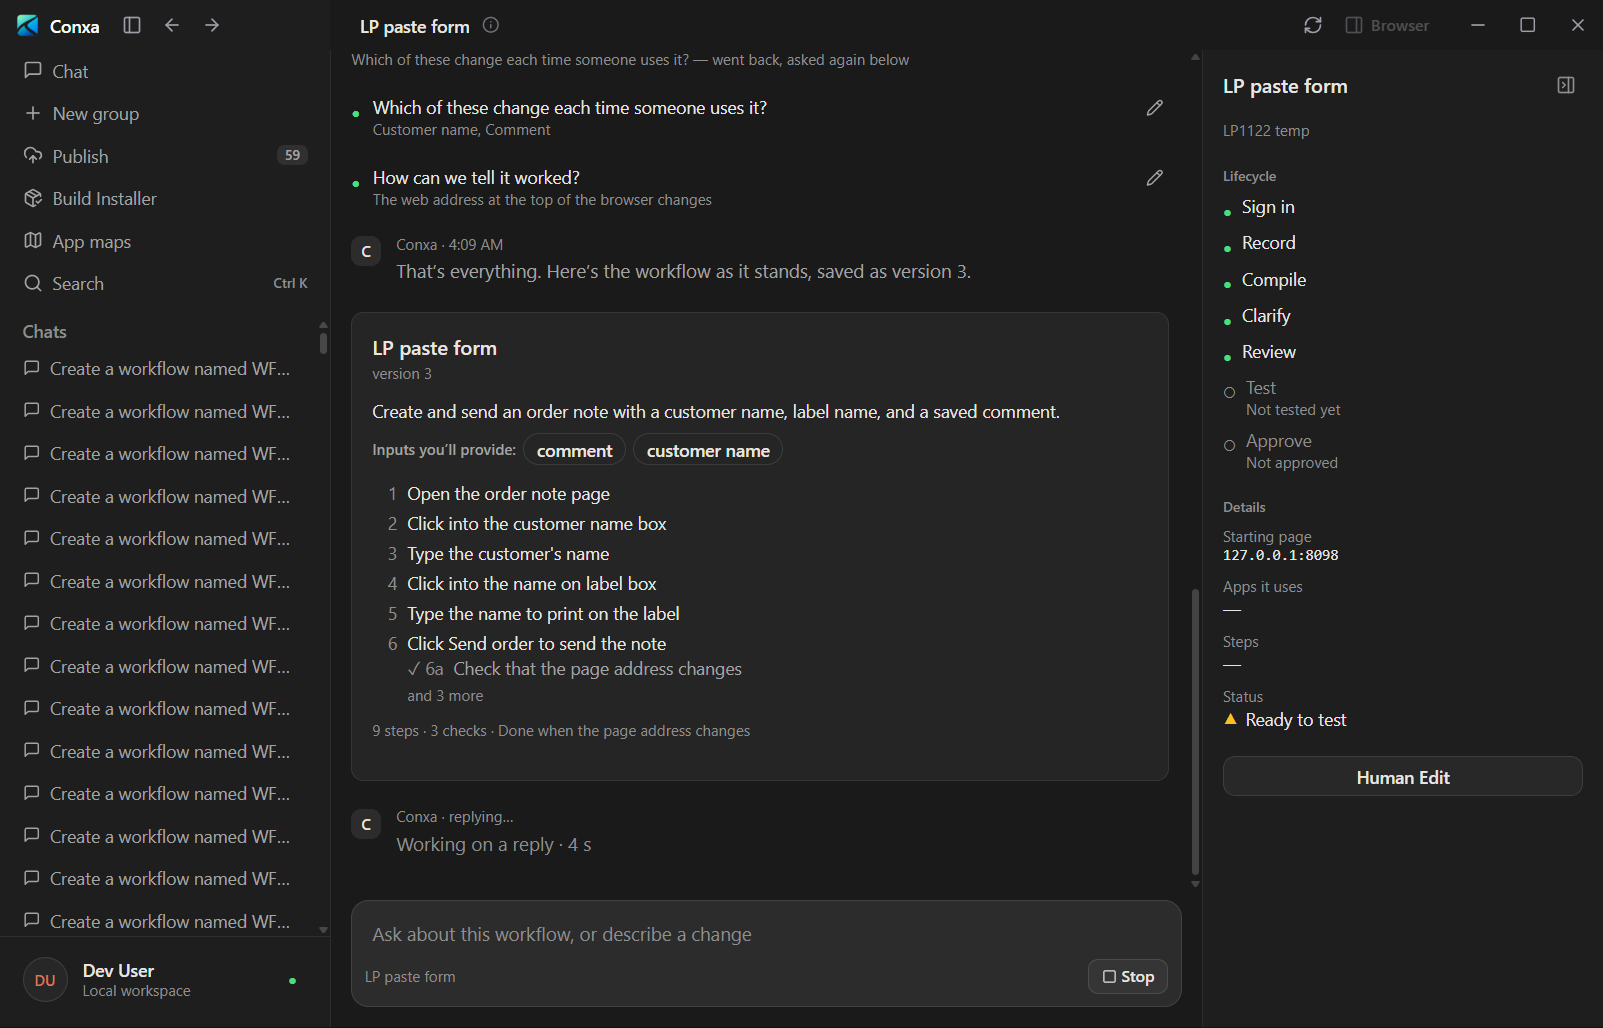 Conxa
LP paste form
Browser
Chat
New group
Publish
59
Build Installer
App maps
Search
Ctrl K
Chats
Create a workflow named WF...
Create a workflow named WF...
Create a workflow named WF...
Create a workflow named WF...
Create a workflow named WF...
Create a workflow named WF...
Create a workflow named WF...
Create a workflow named WF...
Create a workflow named WF...
Create a workflow named WF...
Create a workflow named WF...
Create a workflow named WF...
Create a workflow named WF...
Create a workflow named WF...
DU
Dev User
Local workspace
Which of these change each time someone uses it? — went back, asked again below
Which of these change each time someone uses it?
Customer name, Comment
How can we tell it worked?
The web address at the top of the browser changes
C
Conxa · 4:09 AM
That’s everything. Here’s the workflow as it stands, saved as version 3.
LP paste form
version 3
Create and send an order note with a customer name, label name, and a saved comment.
Inputs you’ll provide: comment customer name
1 Open the order note page
2 Click into the customer name box
3 Type the customer's name
4 Click into the name on label box
5 Type the name to print on the label
6 Click Send order to send the note
✓ 6a Check that the page address changes
and 3 more
9 steps · 3 checks · Done when the page address changes
C
Conxa · replying...
Working on a reply · 4 s
Ask about this workflow, or describe a change
LP paste form
Stop
LP paste form
LP1122 temp
Lifecycle
Sign in
Record
Compile
Clarify
Review
Test
Not tested yet
Approve
Not approved
Details
Starting page
127.0.0.1:8098
Apps it uses
—
Steps
—
Status
Ready to test
Human Edit